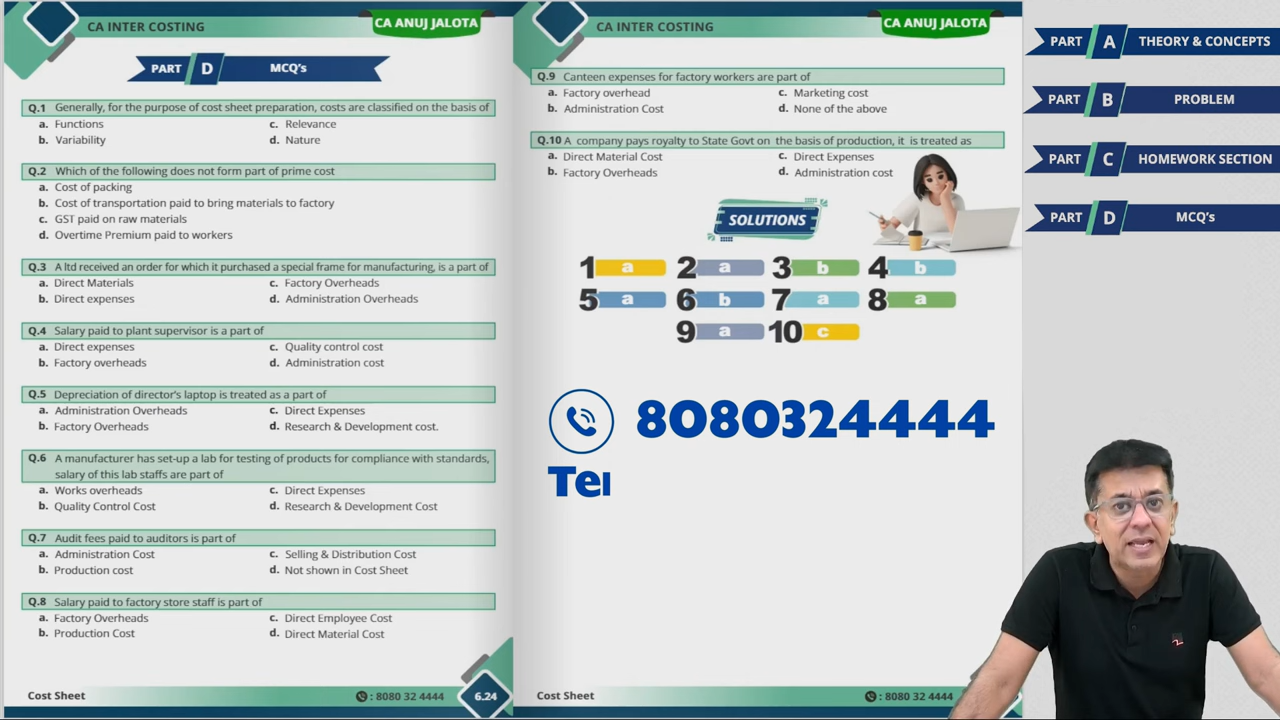 CA INTER COSTING
CA ANUJ JALOTA
PART D MCQ's
Q.1 Generally, for the purpose of cost sheet preparation, costs are classified on the basis of
a. Functions
c. Relevance
b. Variability
d. Nature
Q.2 Which of the following does not form part of prime cost
a. Cost of packing
b. Cost of transportation paid to bring materials to factory
c. GST paid on raw materials
d. Overtime Premium paid to workers
Q.3 A ltd received an order for which it purchased a special frame for manufacturing, is a part of
a. Direct Materials
c. Factory Overheads
b. Direct expenses
d. Administration Overheads
Q.4 Salary paid to plant supervisor is a part of
a. Direct expenses
c. Quality control cost
b. Factory overheads
d. Administration cost
Q.5 Depreciation of director's laptop is treated as a part of
a. Administration Overheads
c. Direct Expenses
b. Factory Overheads
d. Research & Development cost.
Q.6 A manufacturer has set-up a lab for testing of products for compliance with standards,
salary of this lab staffs are part of
a. Works overheads
c. Direct Expenses
b. Quality Control Cost
d. Research & Development Cost
Q.7 Audit fees paid to auditors is part of
a. Administration Cost
c. Selling & Distribution Cost
b. Production cost
d. Not shown in Cost Sheet
Q.8 Salary paid to factory store staff is part of
a. Factory Overheads
c. Direct Employee Cost
b. Production Cost
d. Direct Material Cost
Cost Sheet
: 8080 32 4444
6.24
CA INTER COSTING
CA ANUJ JALOTA
Q.9 Canteen expenses for factory workers are part of
a. Factory overhead
c. Marketing cost
b. Administration Cost
d. None of the above
Q.10 A company pays royalty to State Govt on the basis of production, it is treated as
a. Direct Material Cost
c. Direct Expenses
b. Factory Overheads
d. Administration cost
SOLUTIONS
1 a 2 a 3 b 4 b
5 a 6 b 7 a 8 a
9 a 10 c
8080324444
Tel
Cost Sheet
: 8080 32 4444
PART A THEORY & CONCEPTS
PART B PROBLEM
PART C HOMEWORK SECTION
PART D MCQ's